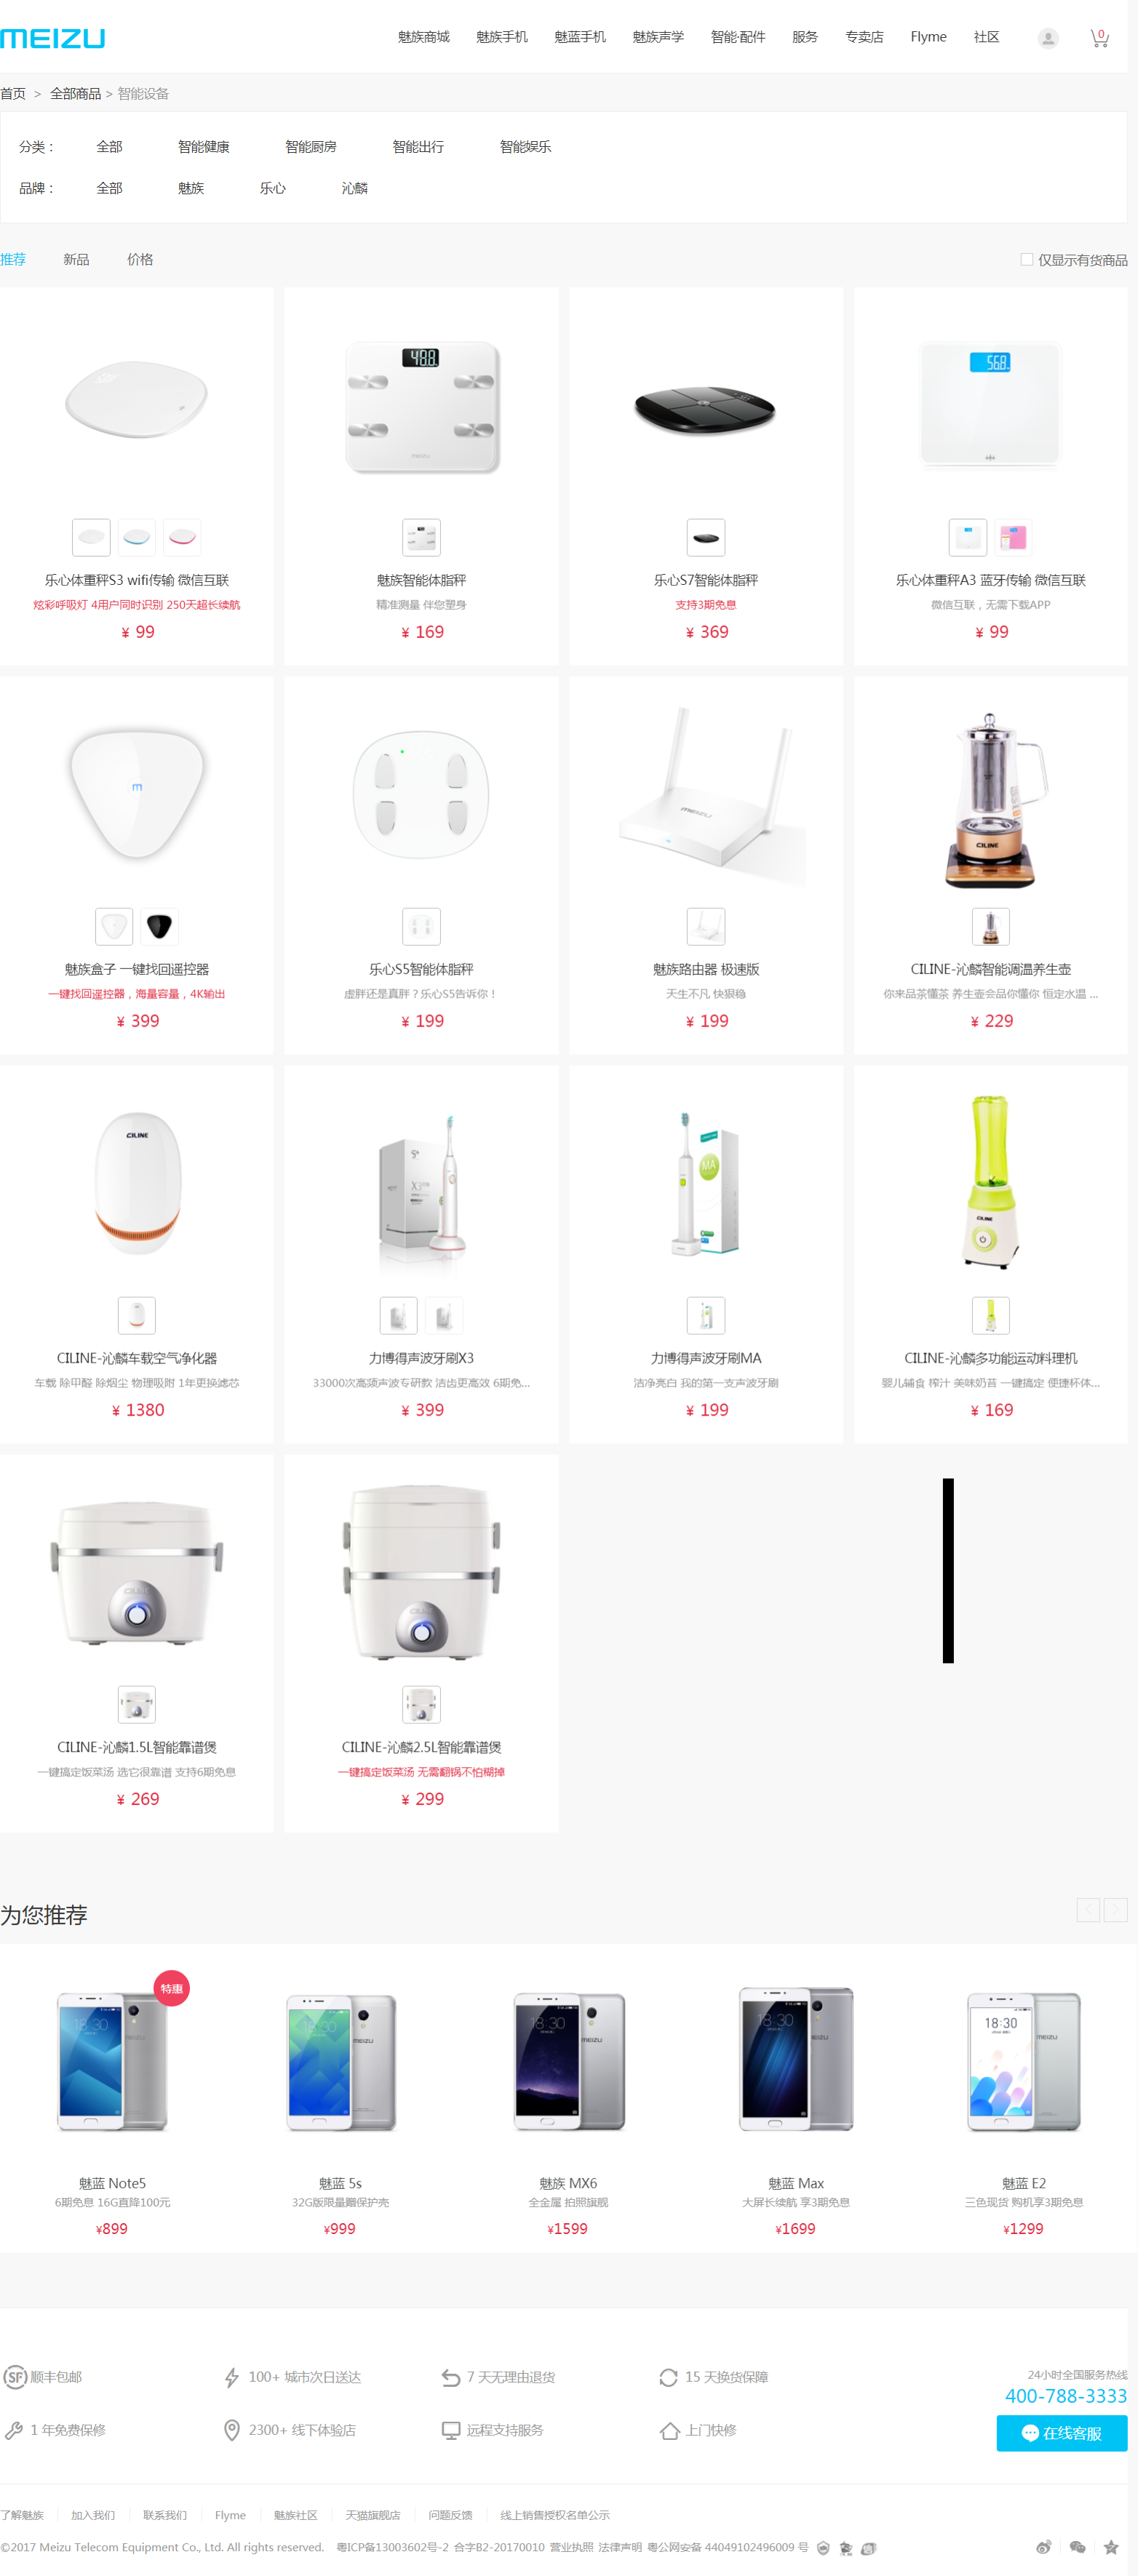 MEIZU 魅族商城 魅族手机 魅蓝手机 魅族声学 智能·配件 服务 专卖店 Flyme 社区 0
首页 > 全部商品 > 智能设备
分类： 全部 智能健康 智能厨房 智能出行 智能娱乐
品牌： 全部 魅族 乐心 沁麟
推荐 新品 价格 仅显示有货商品
乐心体重秤S3 wifi传输 微信互联
炫彩呼吸灯 4用户同时识别 250天超长续航
¥ 99
魅族智能体脂秤
精准测量 伴您塑身
¥ 169
乐心S7智能体脂秤
支持3期免息
¥ 369
乐心体重秤A3 蓝牙传输 微信互联
微信互联，无需下载APP
¥ 99
魅族盒子 一键找回遥控器
一键找回遥控器，海量容量，4K输出
¥ 399
乐心S5智能体脂秤
虚胖还是真胖？乐心S5告诉你！
¥ 199
MEIZU
魅族路由器 极速版
天生不凡 快狠稳
¥ 199
CILINE
CILINE-沁麟智能调温养生壶
你来品茶懂茶 养生壶会品你懂你 恒定水温 ...
¥ 229
CILINE
CILINE-沁麟车载空气净化器
车载 除甲醛 除烟尘 物理吸附 1年更换滤芯
¥ 1380
X3
力博得声波牙刷X3
33000次高频声波专研款 洁齿更高效 6期免...
¥ 399
MA
力博得声波牙刷MA
洁净亮白 我的第一支声波牙刷
¥ 199
CILINE
CILINE-沁麟多功能运动料理机
婴儿辅食 榨汁 美味奶昔 一键搞定 便捷杯体...
¥ 169
CILINE-沁麟1.5L智能靠谱煲
一键搞定饭菜汤 选它很靠谱 支持6期免息
¥ 269
CILINE-沁麟2.5L智能靠谱煲
一键搞定饭菜汤 无需翻锅不怕糊掉
¥ 299
为您推荐
特惠
18:30
MEIZU
魅蓝 Note5
6期免息 16G直降100元
¥899
18:30
MEIZU
魅蓝 5s
32G版限量赠保护壳
¥999
18:30
MEIZU
魅族 MX6
全金属 拍照旗舰
¥1599
18:30
MEIZU
魅蓝 Max
大屏长续航 享3期免息
¥1699
18:30
MEIZU
魅蓝 E2
三色现货 购机享3期免息
¥1299
SF 顺丰包邮 100+ 城市次日送达 7 天无理由退货 15 天换货保障
1 年免费保修 2300+ 线下体验店 远程支持服务 上门快修
24小时全国服务热线
400-788-3333
在线客服
了解魅族 加入我们 联系我们 Flyme 魅族社区 天猫旗舰店 问题反馈 线上销售授权名单公示
©2017 Meizu Telecom Equipment Co., Ltd. All rights reserved. 粤ICP备13003602号-2 合字B2-20170010 营业执照 法律声明 粤公网安备 44049102496009 号